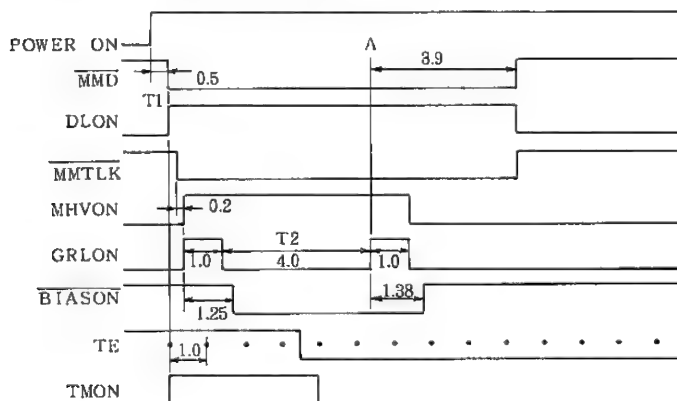 POWER ON
A
3.9
MMD
0.5
T1
DLON
MMTLK
MHVON
0.2
T2
GRLON
1.0
4.0
1.0
BIASON
1.25
1.38
TE
1.0
TMON